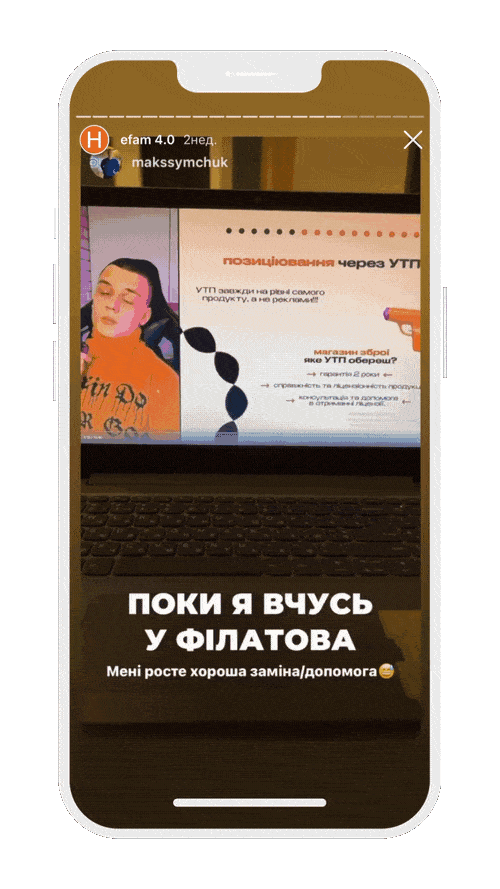 efam 4.0 2нед.
makssymchuk
позиціювання через УТП
УТП завжди на рівні самого
продукту, а не реклами!!!
магазин зброї
яке УТП обереш?
→ гарантія 2 роки ←
→ справжність та ліцензійність продукц
→ консультація та допомога
в отриманні ліцензії. ←
ПОКИ Я ВЧУСЬ
У ФІЛАТОВА
Мені росте хороша заміна/допомога😅